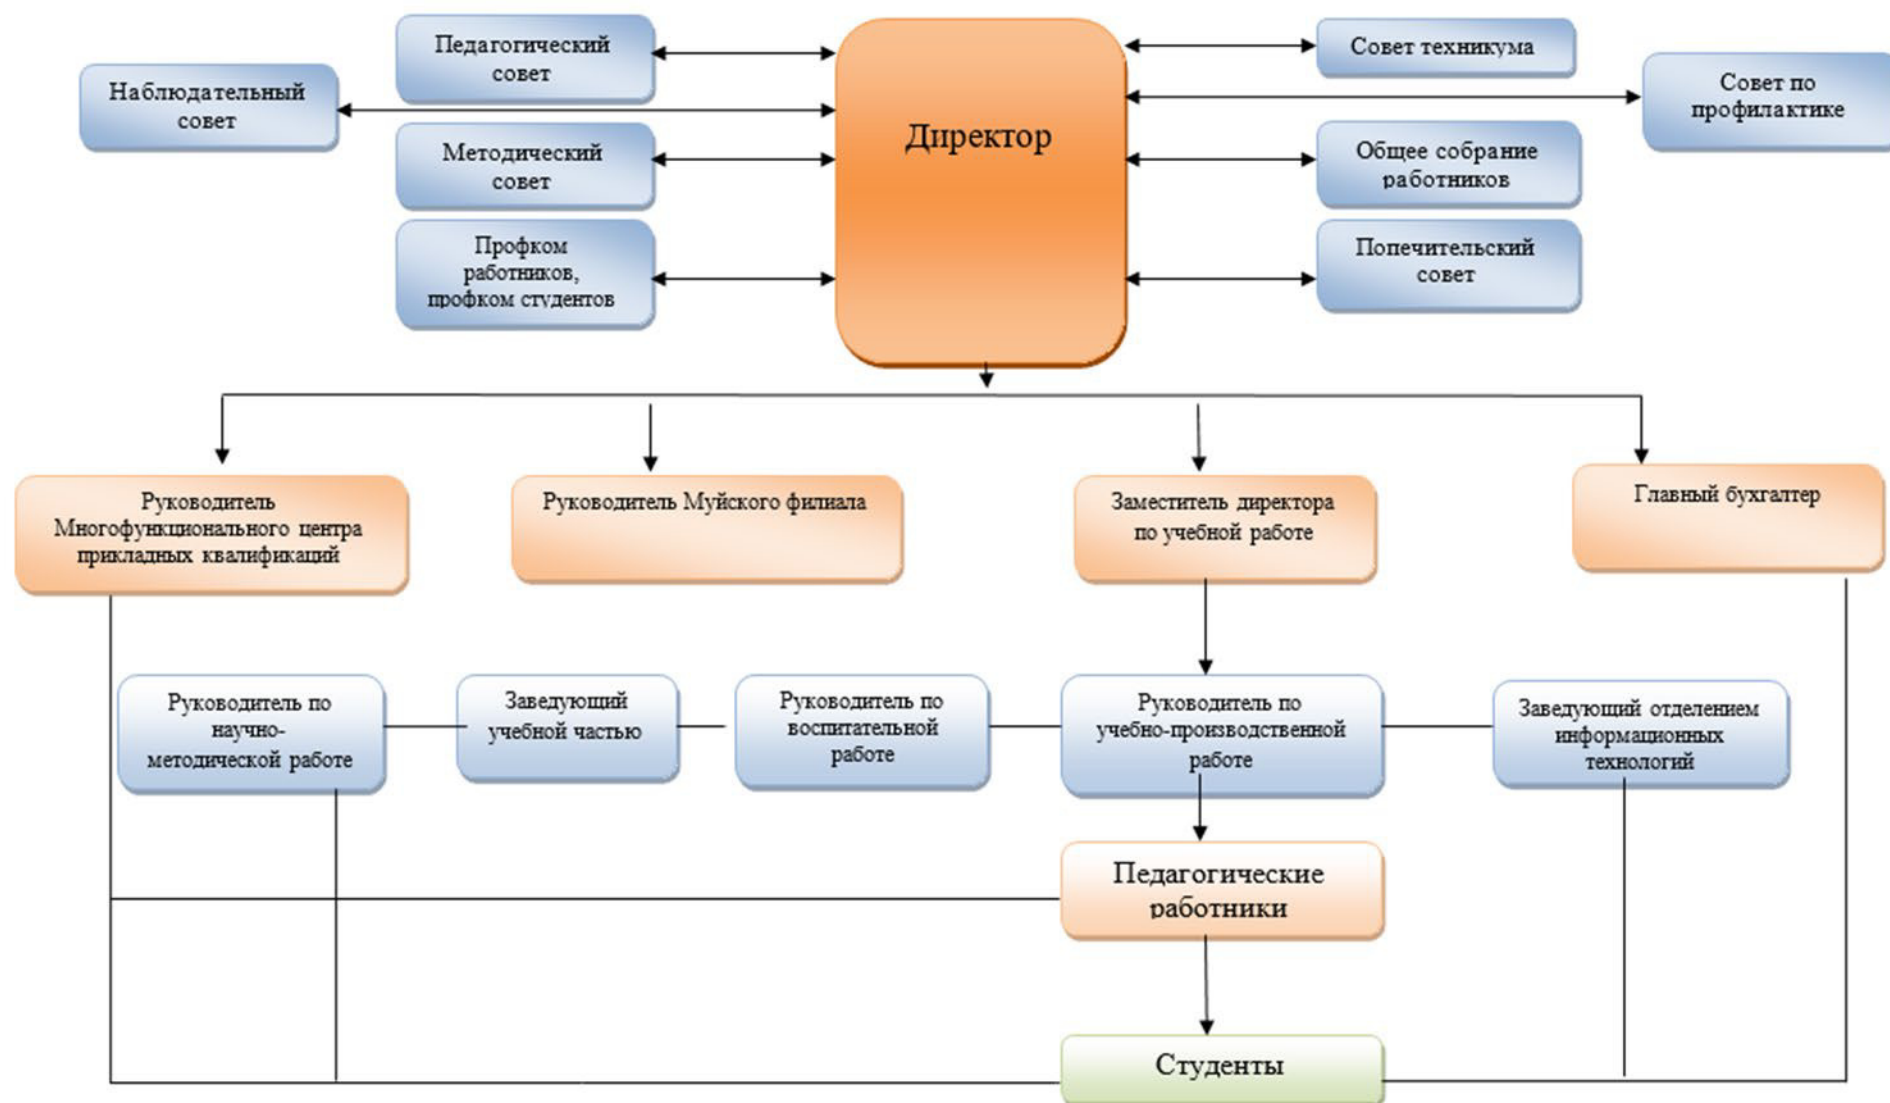 Педагогический
совет
Наблюдательный
совет
Методический
совет
Профком
работников,
профком студентов
Директор
Совет техникума
Совет по
профилактике
Общее собрание
работников
Попечительский
совет
Руководитель
Многофункционального центра
прикладных квалификаций
Руководитель Муйского филиала
Заместитель директора
по учебной работе
Главный бухгалтер
Руководитель по
научно-
методической работе
Заведующий
учебной частью
Руководитель по
воспитательной
работе
Руководитель по
учебно-производственной
работе
Заведующий отделением
информационных
технологий
Педагогические
работники
Студенты